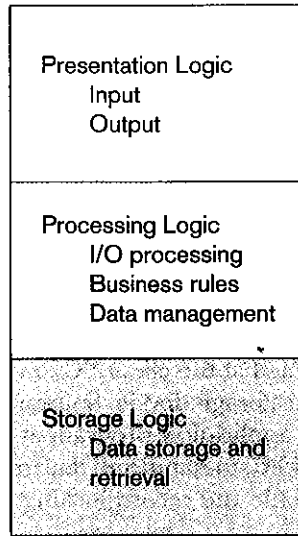 Presentation Logic
Input
Output
Processing Logic
I/O processing
Business rules
Data management
Storage Logic
Data storage and
retrieval